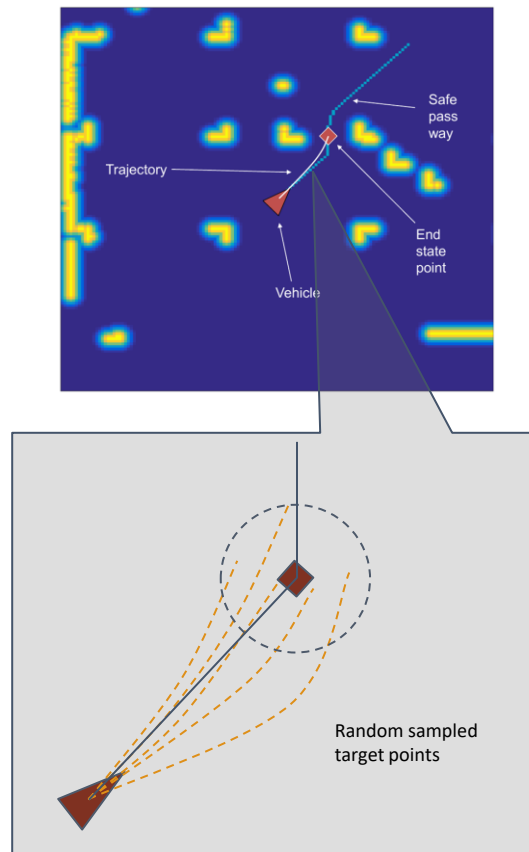 Safe
pass
way
Trajectory
End
state
point
Vehicle
Random sampled
target points